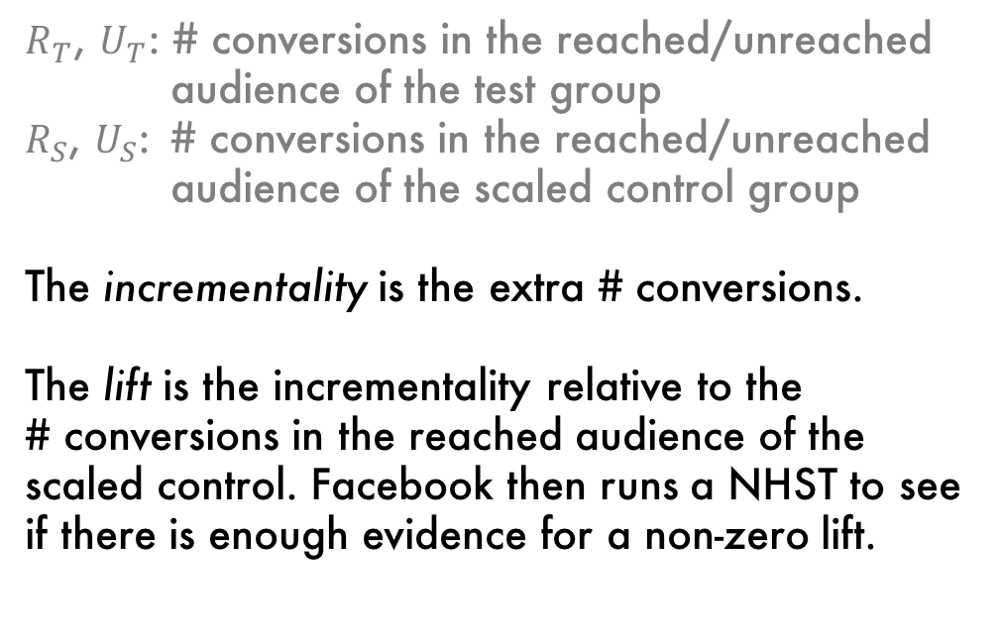 R_T, U_T: # conversions in the reached/unreached
audience of the test group
R_S, U_S: # conversions in the reached/unreached
audience of the scaled control group
The incrementality is the extra # conversions.
The lift is the incrementality relative to the
# conversions in the reached audience of the
scaled control. Facebook then runs a NHST to see
if there is enough evidence for a non-zero lift.